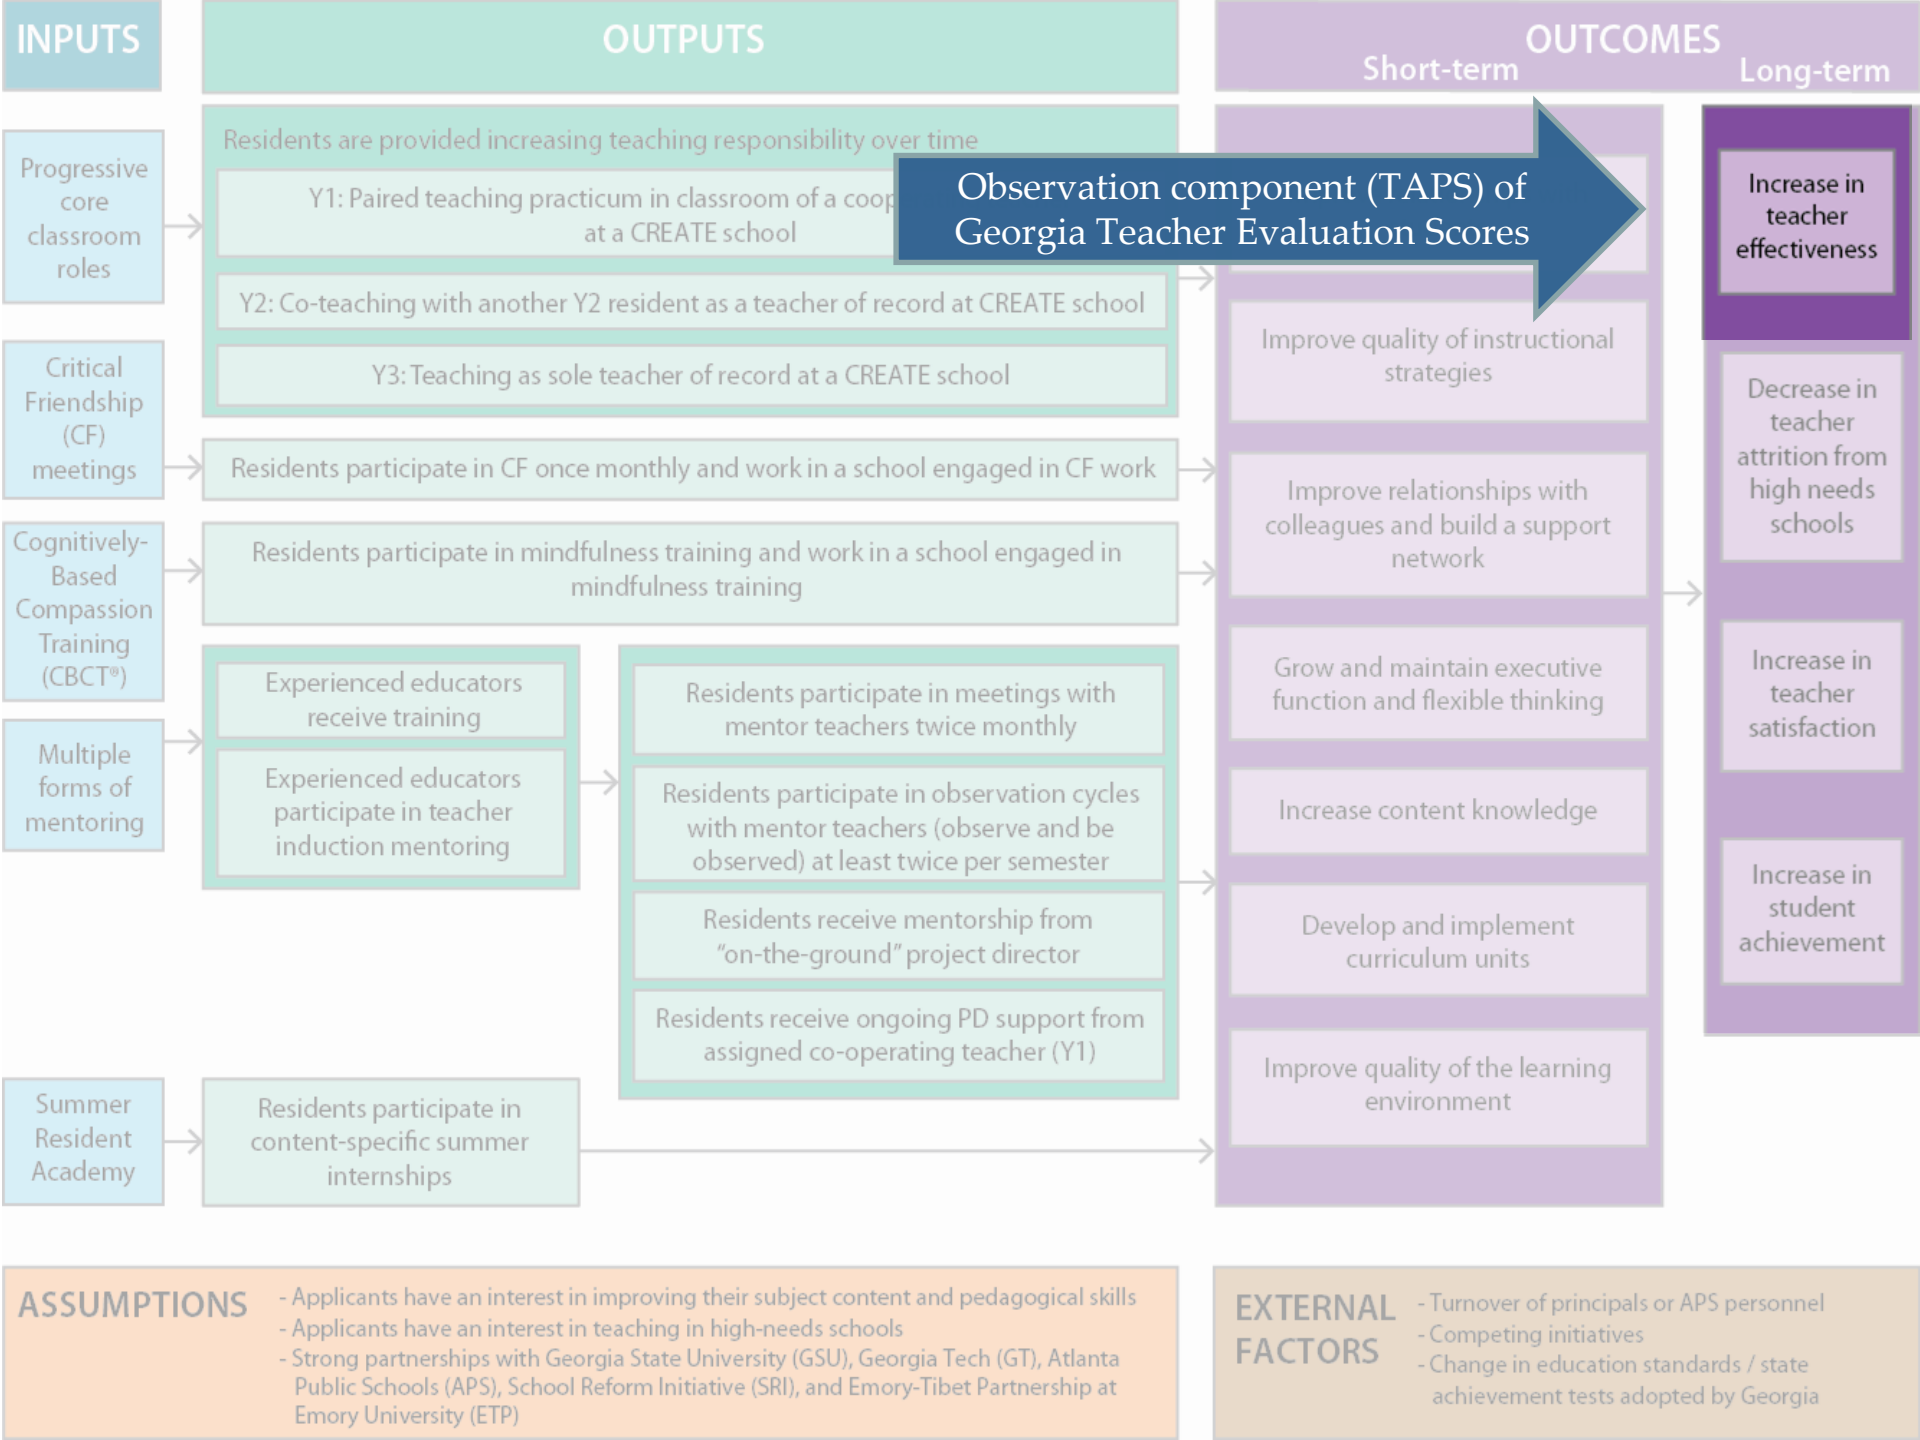 INPUTS
OUTPUTS
OUTCOMES
Short-term
Long-term
Progressive
core
classroom
roles
Critical
Friendship
(CF)
meetings
Cognitively-
Based
Compassion
Training
(CBCT®)
Multiple
forms of
mentoring
Summer
Resident
Academy
Residents are provided increasing teaching responsibility over time
Y1: Paired teaching practicum in classroom of a
at a CREATE school
Y2: Co-teaching with another Y2 resident as a teacher of record at CREATE school
Y3: Teaching as sole teacher of record at a CREATE school
Residents participate in CF once monthly and work in a school engaged in CF work
Residents participate in mindfulness training and work in a school engaged in
mindfulness training
Experienced educators
receive training
Experienced educators
participate in teacher
induction mentoring
Residents participate in meetings with
mentor teachers twice monthly
Residents participate in observation cycles
with mentor teachers (observe and be
observed) at least twice per semester
Residents receive mentorship from
“on-the-ground” project director
Residents receive ongoing PD support from
assigned co-operating teacher (Y1)
Residents participate in
content-specific summer
internships
Observation component (TAPS) of
Georgia Teacher Evaluation Scores
Improve quality of instructional
strategies
Improve relationships with
colleagues and build a support
network
Grow and maintain executive
function and flexible thinking
Increase content knowledge
Develop and implement
curriculum units
Improve quality of the learning
environment
Increase in
teacher
effectiveness
Decrease in
teacher
attrition from
high needs
schools
Increase in
teacher
satisfaction
Increase in
student
achievement
ASSUMPTIONS
- Applicants have an interest in improving their subject content and pedagogical skills
- Applicants have an interest in teaching in high-needs schools
- Strong partnerships with Georgia State University (GSU), Georgia Tech (GT), Atlanta
Public Schools (APS), School Reform Initiative (SRI), and Emory-Tibet Partnership at
Emory University (ETP)
EXTERNAL
FACTORS
- Turnover of principals or APS personnel
- Competing initiatives
- Change in education standards / state
achievement tests adopted by Georgia